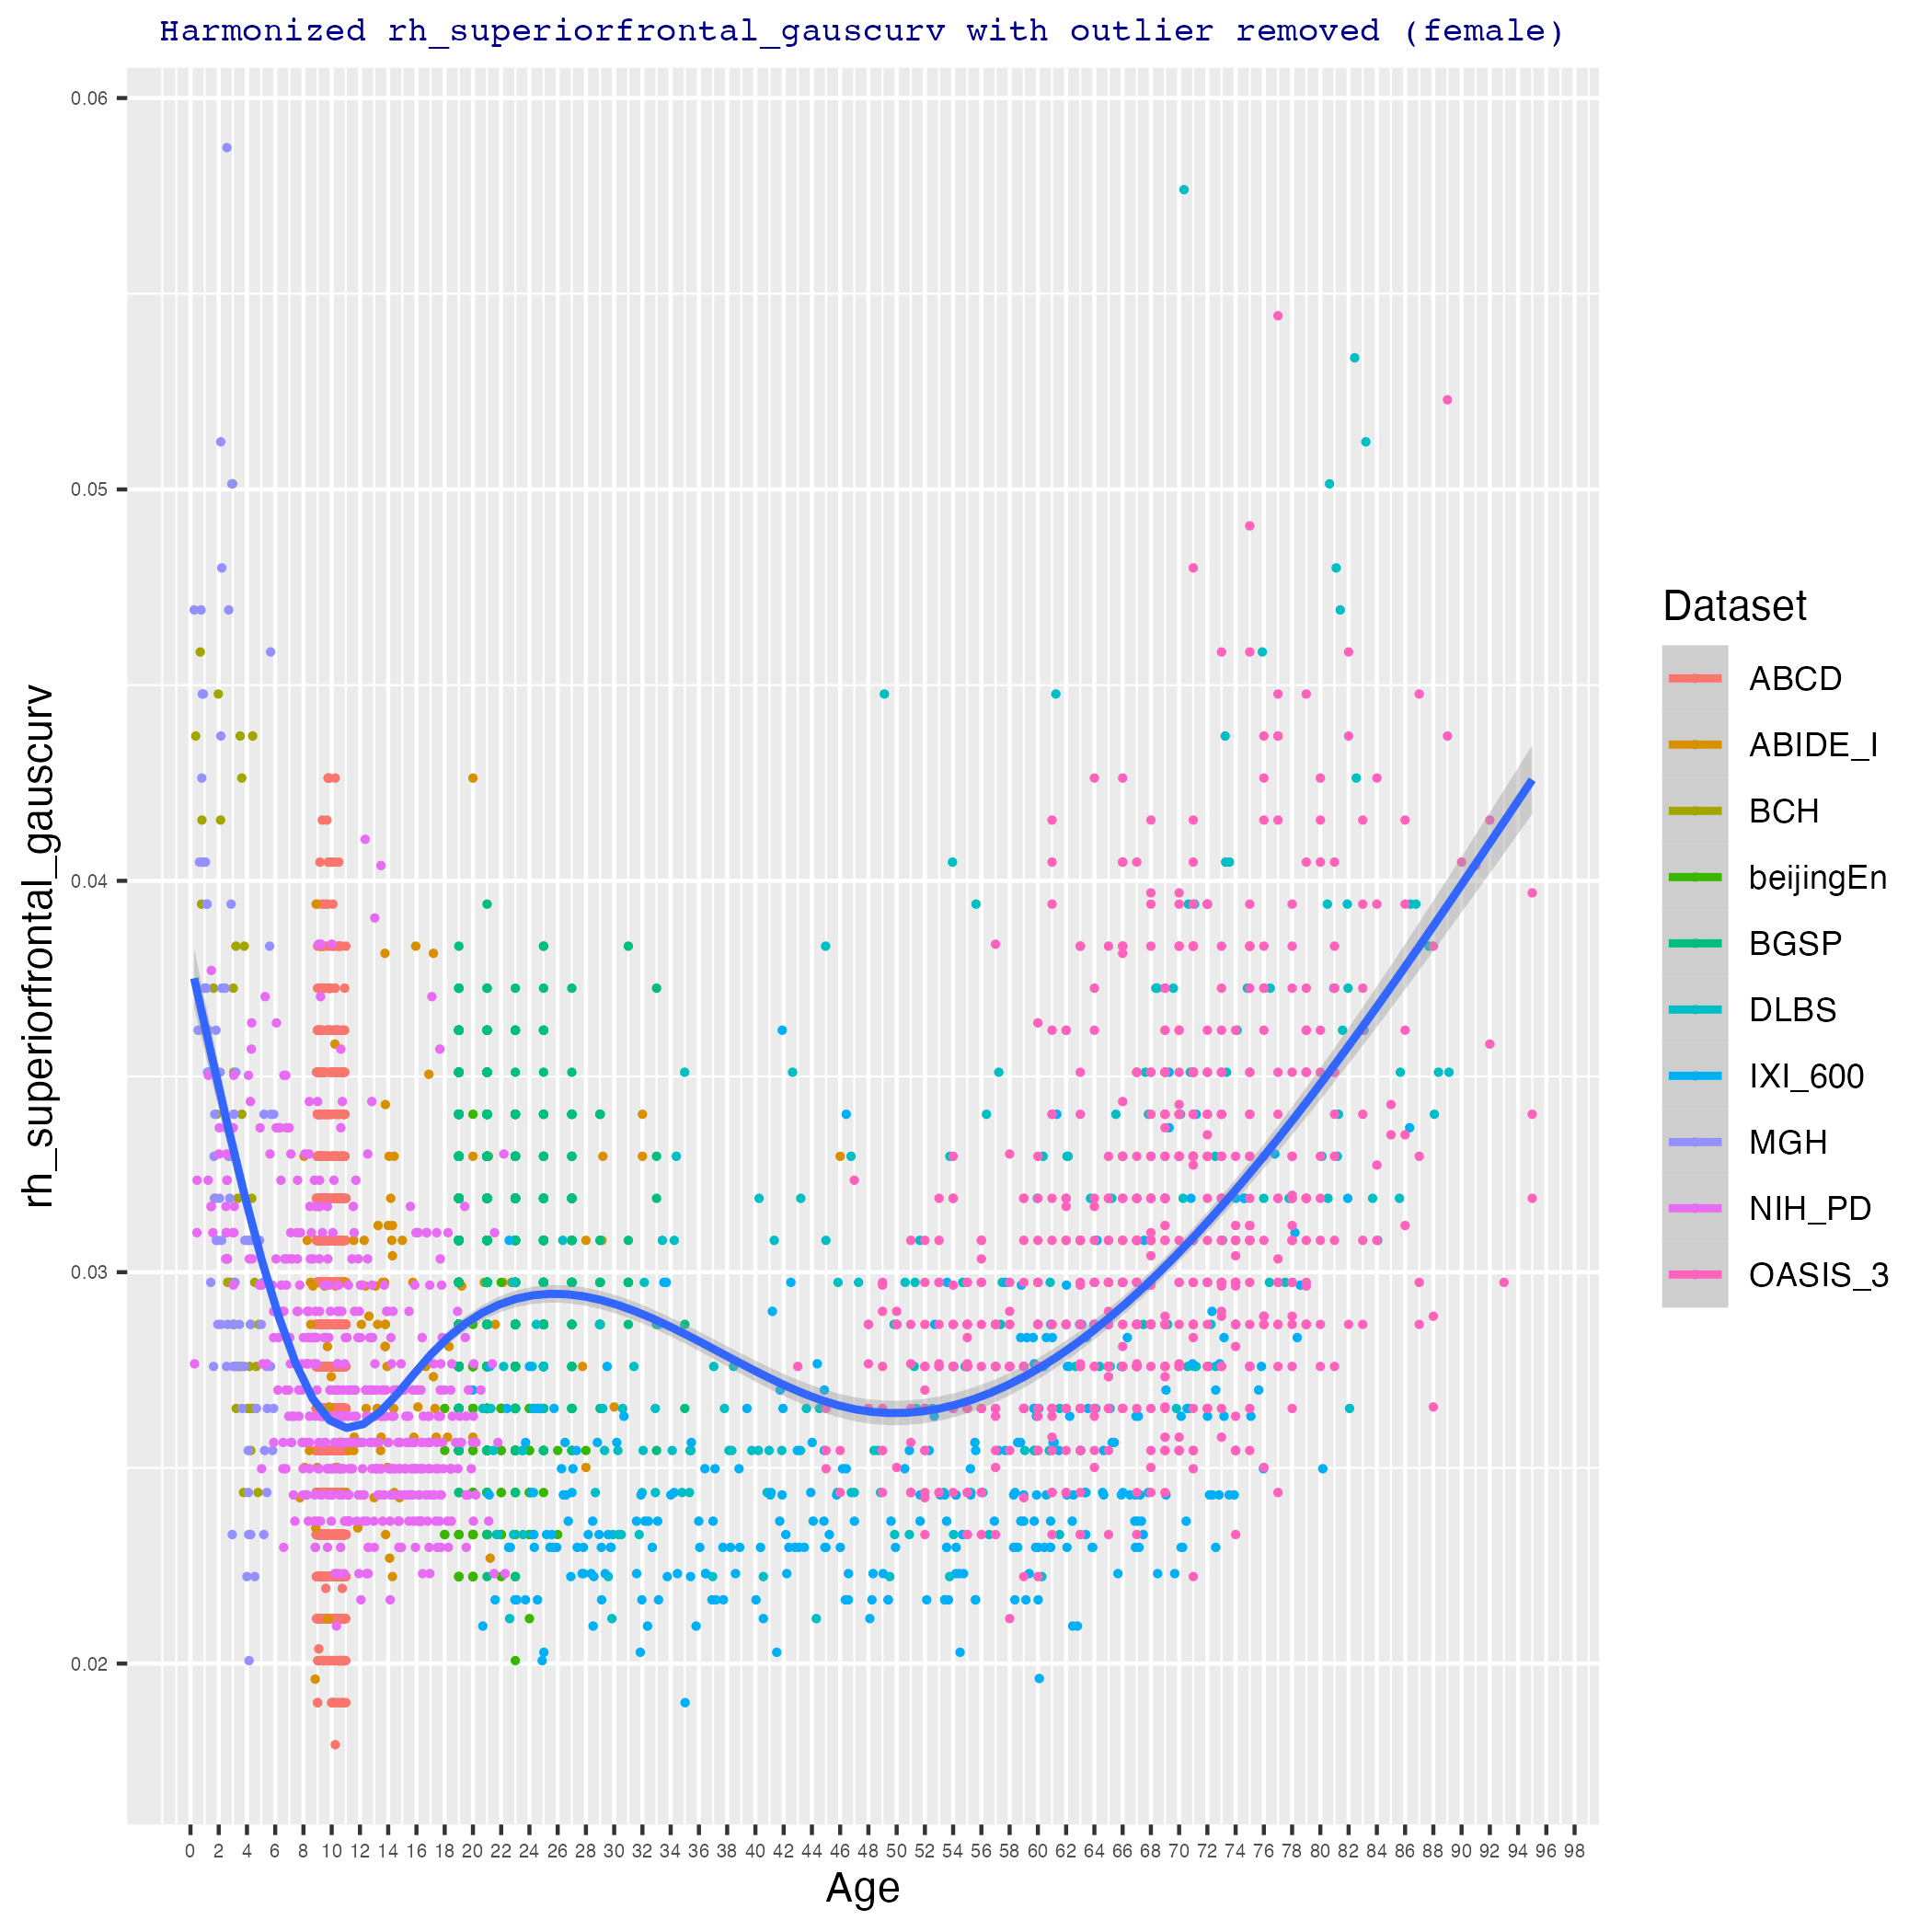 Harmonized rh_superiorfrontal_gauscurv with outlier removed (female)
rh_superiorfrontal_gauscurv
0.06
0.05
0.04
0.03
0.02
0 2 4 6 8 10 12 14 16 18 20 22 24 26 28 30 32 34 36 38 40 42 44 46 48 50 52 54 56 58 60 62 64 66 68 70 72 74 76 78 80 82 84 86 88 90 92 94 96 98
Age
Dataset
ABCD
ABIDE_I
BCH
beijingEn
BGSP
DLBS
IXI_600
MGH
NIH_PD
OASIS_3